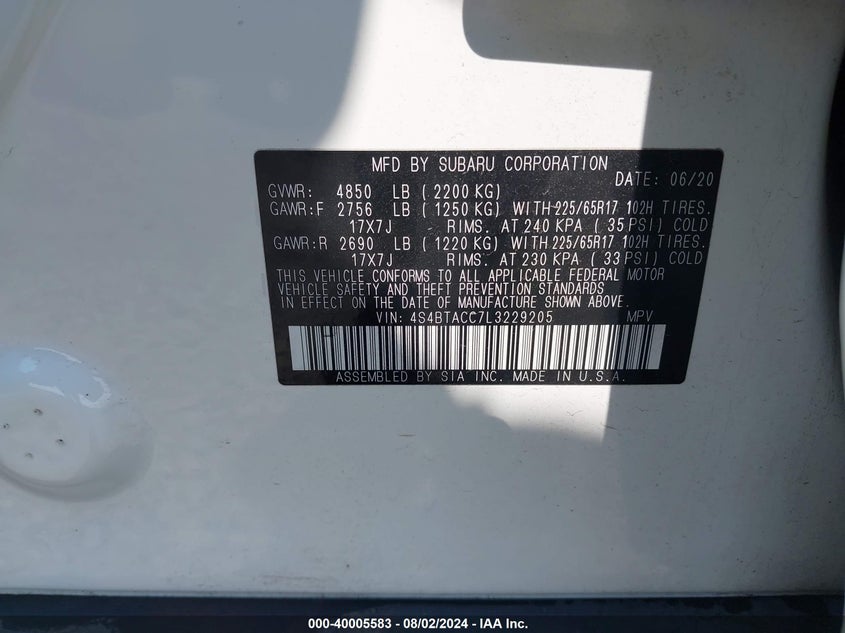 MFD BY SUBARU CORPORATION
DATE: 06/20
GVWR: 4850 LB (2200 KG)
GAWR:F 2756 LB (1250 KG) WITH 225/65R17 102H TIRES.
17X7J RIMS. AT 240 KPA (35PSI) COLD
GAWR:R 2690 LB (1220 KG) WITH 225/65R17 102H TIRES.
17X7J RIMS. AT 230 KPA (33PSI) COLD
THIS VEHICLE CONFORMS TO ALL APPLICABLE FEDERAL MOTOR
VEHICLE SAFETY AND THEFT PREVENTION STANDARDS
IN EFFECT ON THE DATE OF MANUFACTURE SHOWN ABOVE.
VIN: 4S4BTACC7L3229205 MPV
ASSEMBLED BY SIA INC. MADE IN U.S.A.
000-40005583 - 08/02/2024 - IAA Inc.